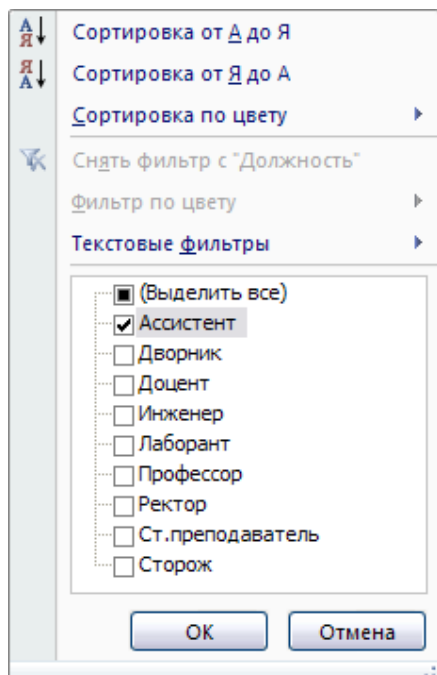 Сортировка от А до Я
Сортировка от Я до А
Сортировка по цвету
Снять фильтр с "Должность"
Фильтр по цвету
Текстовые фильтры
(Выделить все)
Ассистент
Дворник
Доцент
Инженер
Лаборант
Профессор
Ректор
Ст.преподаватель
Сторож
ОК Отмена